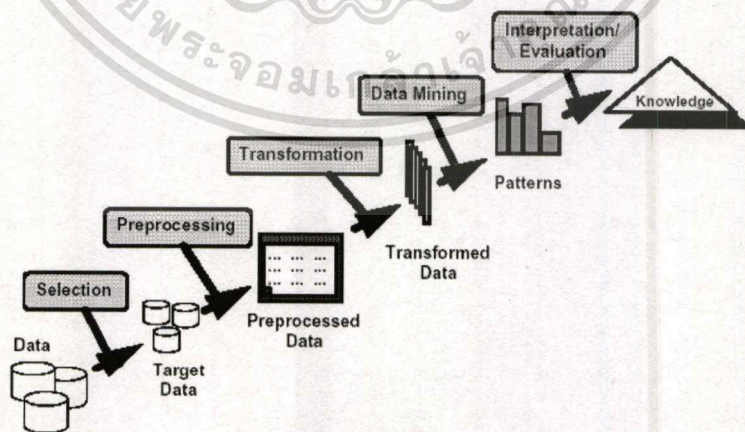 Interpretation/
Evaluation
Data Mining
Knowledge
Transformation
Patterns
Preprocessing
Transformed
Data
Selection
Preprocessed
Data
Data
Target
Data